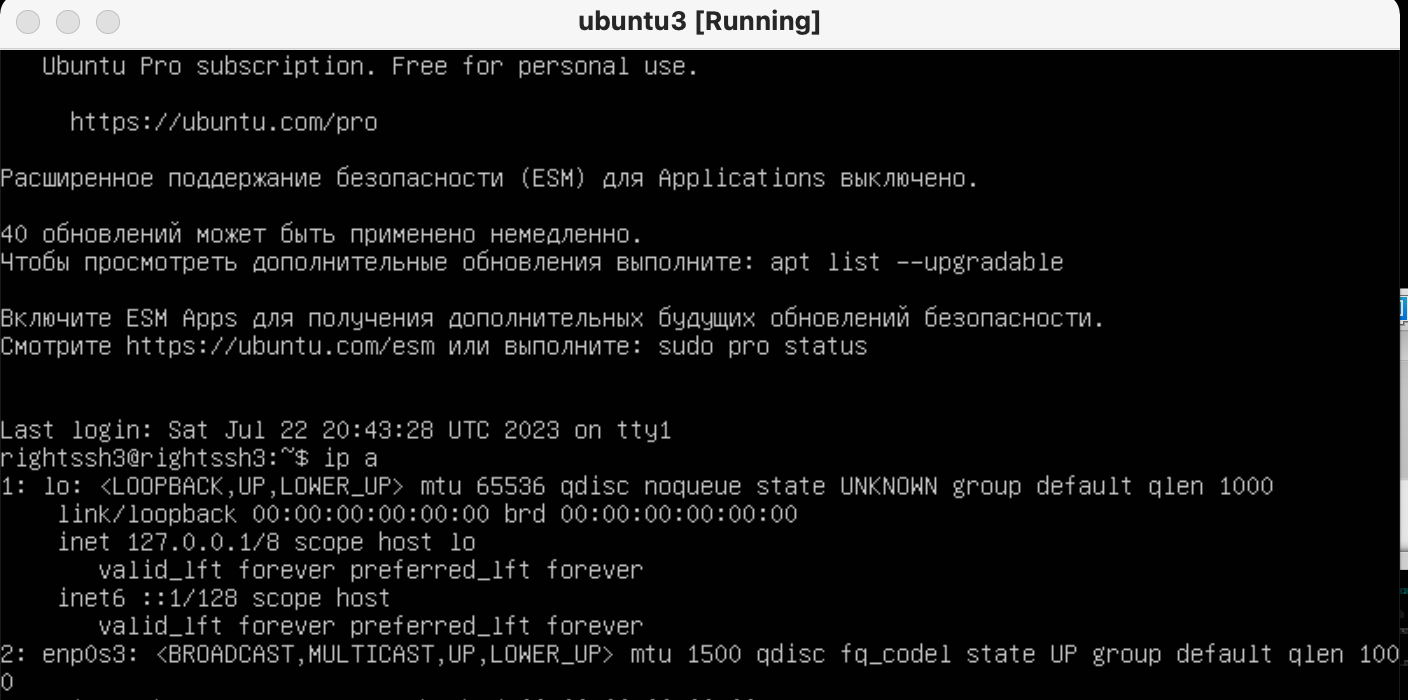 ubuntu3 [Running]
Ubuntu Pro subscription. Free for personal use.
https://ubuntu.com/pro
Расширенное поддержание безопасности (ESM) для Applications выключено.
40 обновлений может быть применено немедленно.
Чтобы просмотреть дополнительные обновления выполните: apt list --upgradable
Включите ESM Apps для получения дополнительных будущих обновлений безопасности.
Смотрите https://ubuntu.com/esm или выполните: sudo pro status
Last login: Sat Jul 22 20:43:28 UTC 2023 on tty1
rightssh3@rightssh3:~$ ip a
1: lo: <LOOPBACK,UP,LOWER_UP> mtu 65536 qdisc noqueue state UNKNOWN group default qlen 1000
link/loopback 00:00:00:00:00:00 brd 00:00:00:00:00:00
inet 127.0.0.1/8 scope host lo
valid_lft forever preferred_lft forever
inet6 ::1/128 scope host
valid_lft forever preferred_lft forever
2: enp0s3: <BROADCAST,MULTICAST,UP,LOWER_UP> mtu 1500 qdisc fq_codel state UP group default qlen 100
0